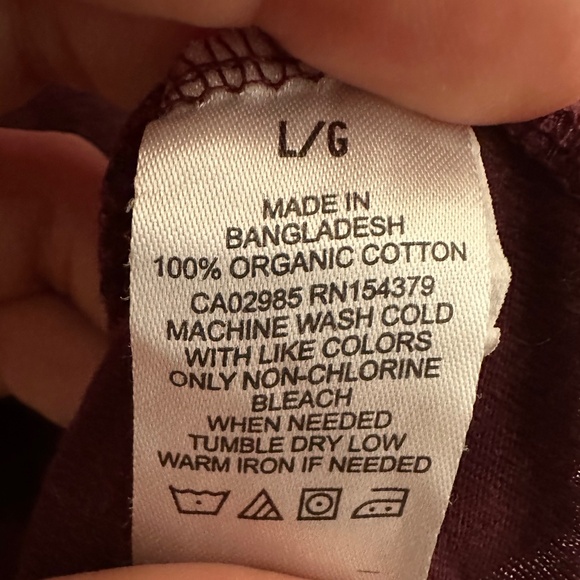 L/G
MADE IN
BANGLADESH
100% ORGANIC COTTON
CA02985 RN154379
MACHINE WASH COLD
WITH LIKE COLORS
ONLY NON-CHLORINE
BLEACH
WHEN NEEDED
TUMBLE DRY LOW
WARM IRON IF NEEDED